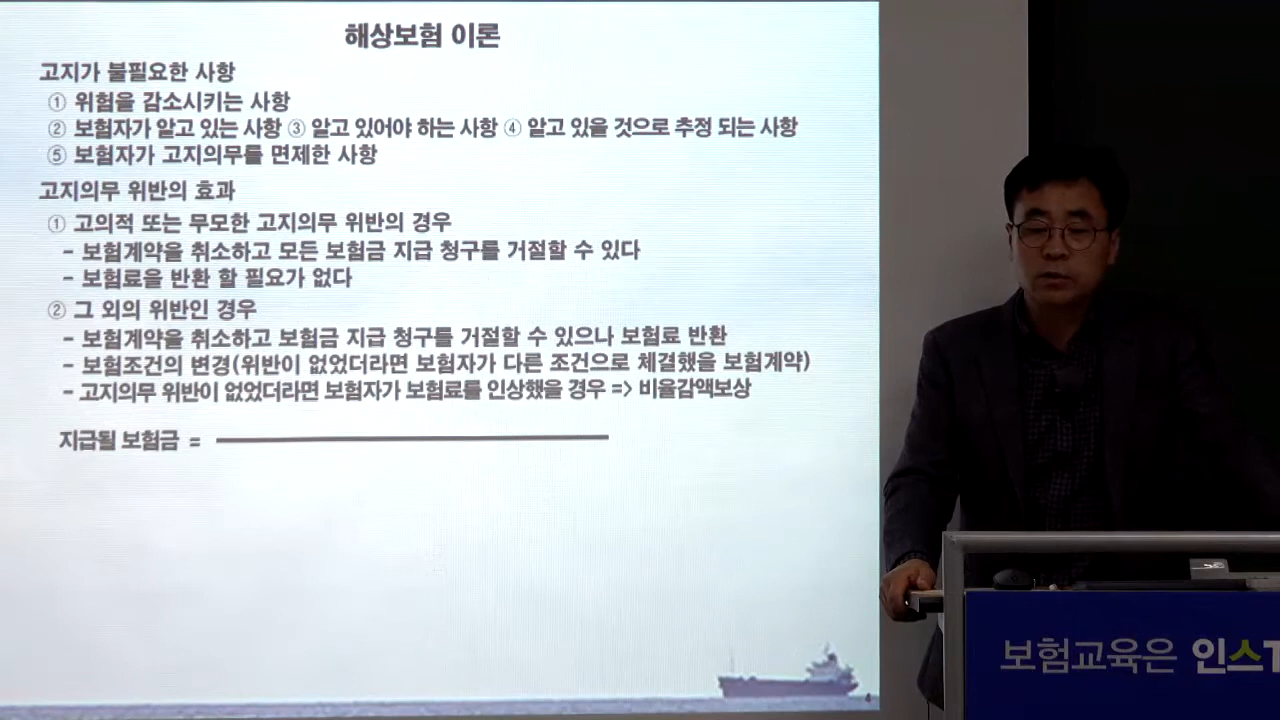 해상보험 이론
고지가 불필요한 사항
① 위험을 감소시키는 사항
② 보험자가 알고 있는 사항 ③ 알고 있어야 하는 사항 ④ 알고 있을 것으로 추정 되는 사항
⑤ 보험자가 고지의무를 면제한 사항
고지의무 위반의 효과
① 고의적 또는 무모한 고지의무 위반의 경우
- 보험계약을 취소하고 모든 보험금 지급 청구를 거절할 수 있다
- 보험료을 반환 할 필요가 없다
② 그 외의 위반인 경우
- 보험계약을 취소하고 보험금 지급 청구를 거절할 수 있으나 보험료 반환
- 보험조건의 변경(위반이 없었더라면 보험자가 다른 조건으로 체결했을 보험계약)
- 고지의무 위반이 없었더라면 보험자가 보험료를 인상했을 경우 => 비율감액보상
지급될 보험금 =
보험교육은 인스